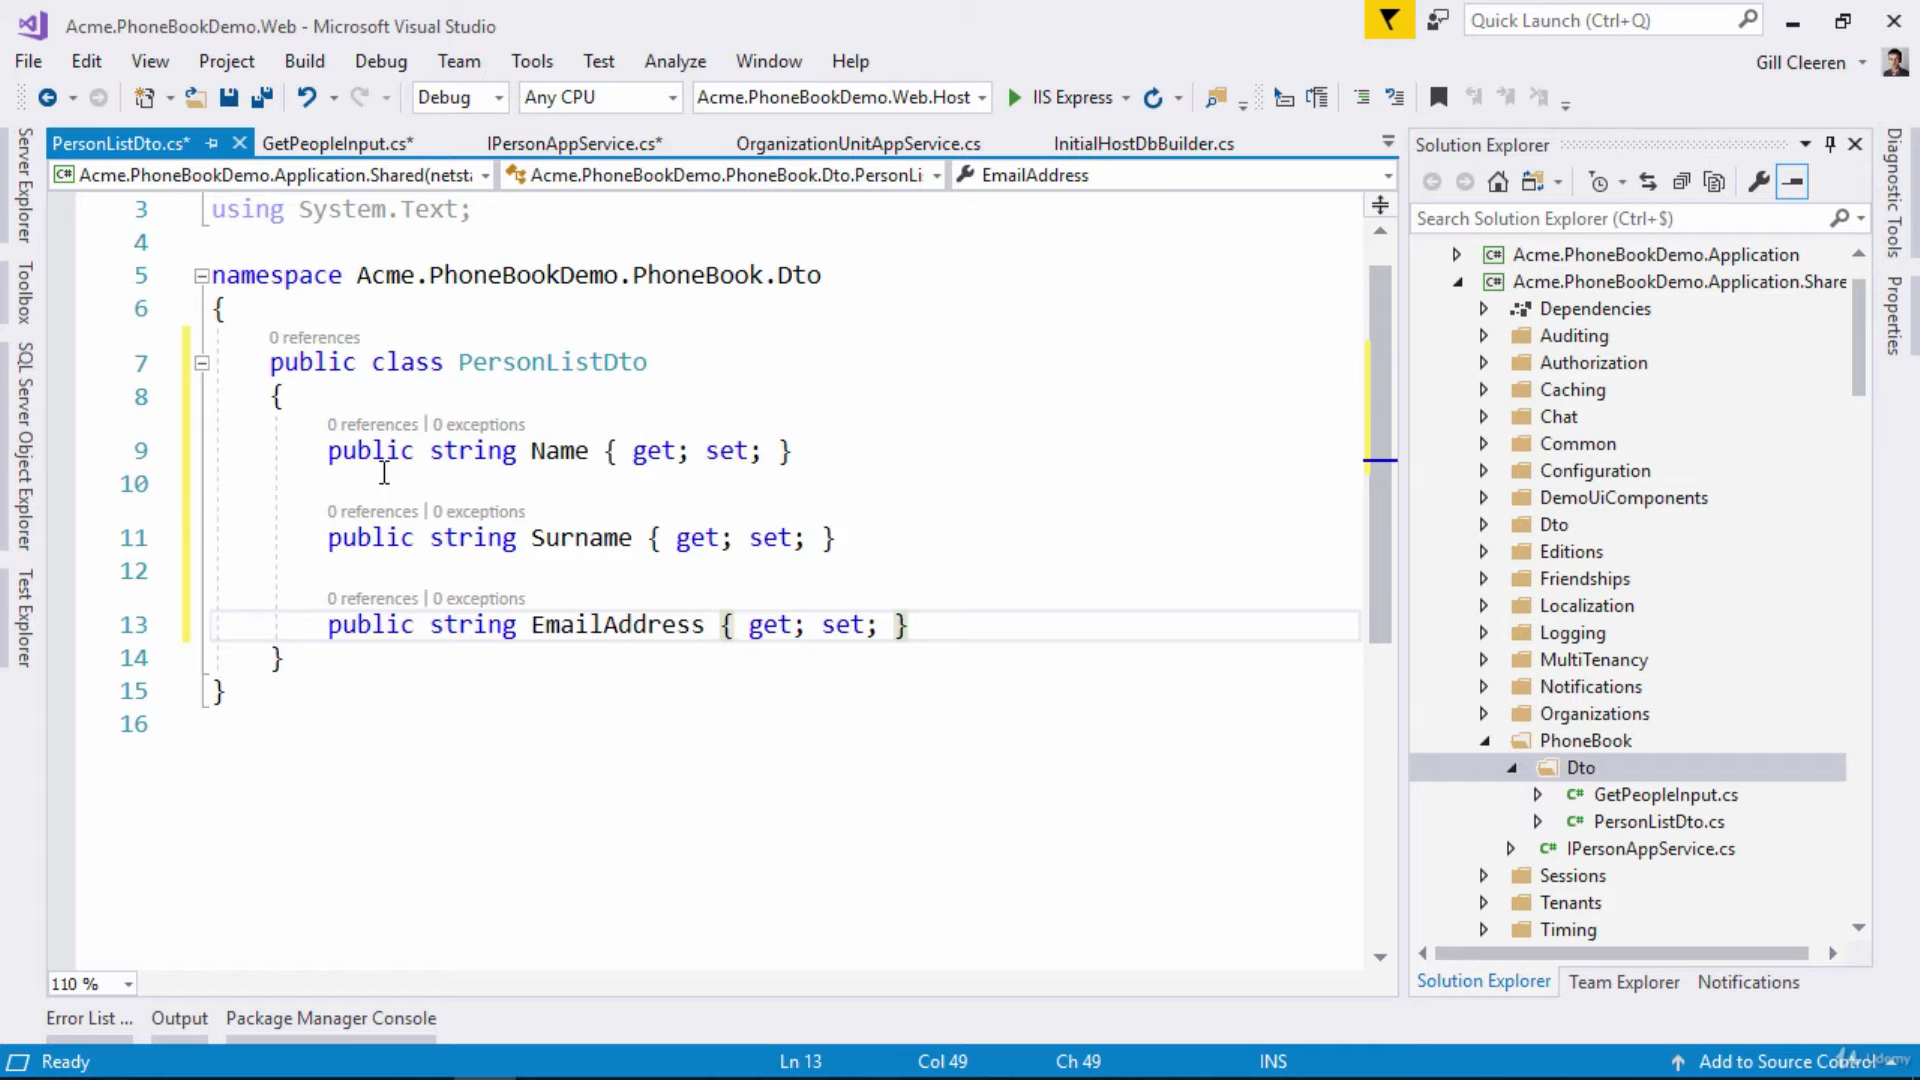 Acme.PhoneBookDemo.Web - Microsoft Visual Studio
Quick Launch (Ctrl+Q)
File Edit View Project Build Debug Team Tools Test Analyze Window Help
Gill Cleeren
Debug Any CPU Acme.PhoneBookDemo.Web.Host IIS Express
PersonListDto.cs* GetPeopleInput.cs* IPersonAppService.cs* OrganizationUnitAppService.cs InitialHostDbBuilder.cs
Acme.PhoneBookDemo.Application.Shared(netsta Acme.PhoneBookDemo.PhoneBook.Dto.PersonLi EmailAddress
3 using System.Text;
4
5 namespace Acme.PhoneBookDemo.PhoneBook.Dto
6 {
0 references
7 public class PersonListDto
8 {
0 references | 0 exceptions
9 public string Name { get; set; }
10
0 references | 0 exceptions
11 public string Surname { get; set; }
12
0 references | 0 exceptions
13 public string EmailAddress { get; set; }
14 }
15 }
16
110 %
Server Explorer
Toolbox
SQL Server Object Explorer
Test Explorer
Solution Explorer
Search Solution Explorer (Ctrl+$)
C# Acme.PhoneBookDemo.Application
C# Acme.PhoneBookDemo.Application.Share
Dependencies
Auditing
Authorization
Caching
Chat
Common
Configuration
DemoUiComponents
Dto
Editions
Friendships
Localization
Logging
MultiTenancy
Notifications
Organizations
PhoneBook
Dto
C# GetPeopleInput.cs
C# PersonListDto.cs
C# IPersonAppService.cs
Sessions
Tenants
Timing
Solution Explorer Team Explorer Notifications
Diagnostic Tools
Properties
Error List ... Output Package Manager Console
Ready Ln 13 Col 49 Ch 49 INS Add to Source Control
Udemy